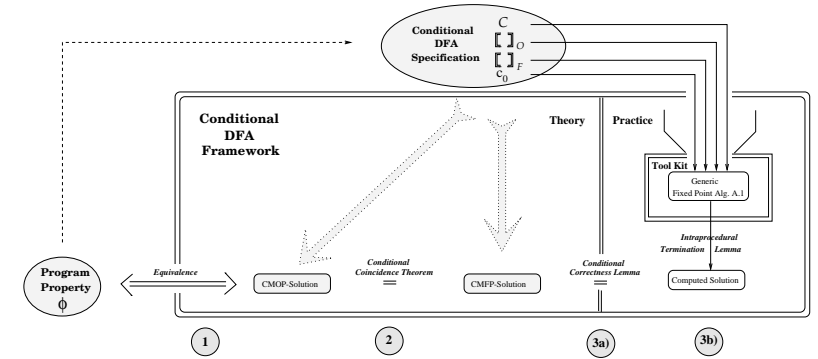 Conditional
DFA
Specification
C
[ ] O
[ ] F
c0
Conditional
DFA
Framework
Theory
Practice
Tool Kit
Generic
Fixed Point Alg. A.1
Intraprocedural
Termination Lemma
Program
Property
ϕ
Equivalence
CMOP-Solution
Conditional
Coincidence Theorem
=
CMFP-Solution
Conditional
Correctness Lemma
=
Computed Solution
1
2
3a)
3b)